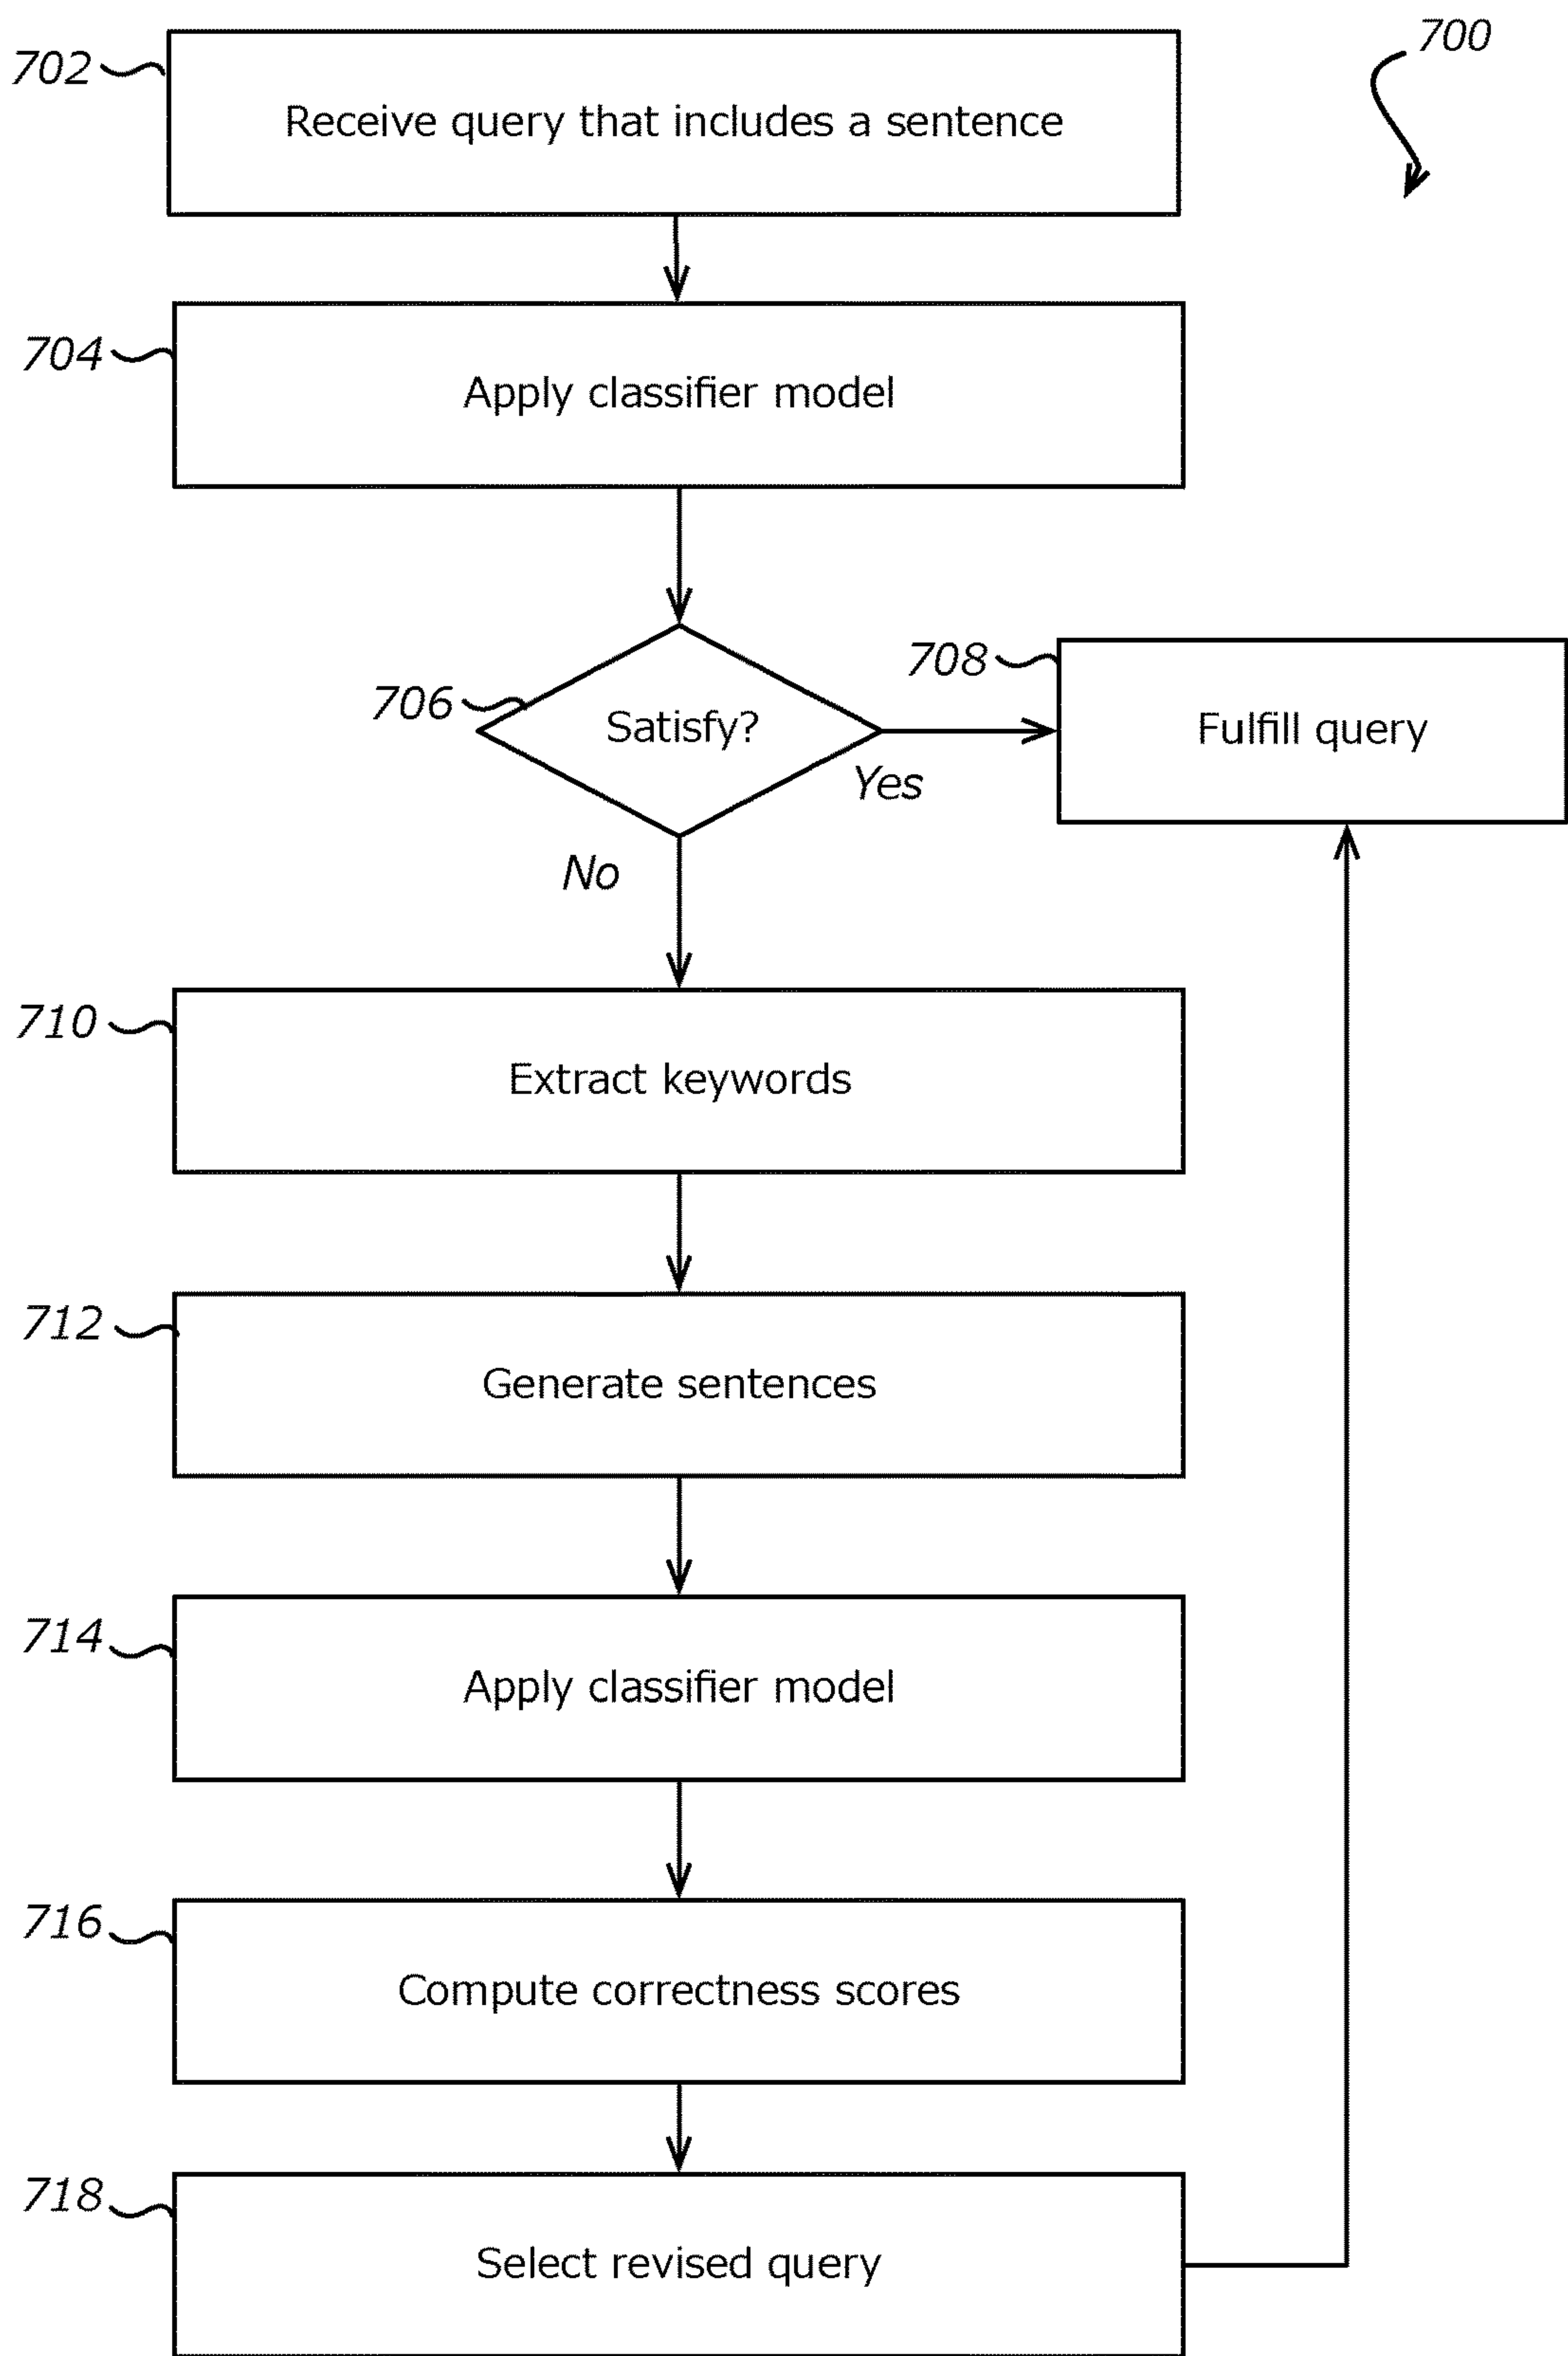 700
702
Receive query that includes a sentence
704
Apply classifier model
706
Satisfy?
Yes
No
708
Fulfill query
710
Extract keywords
712
Generate sentences
714
Apply classifier model
716
Compute correctness scores
718
Select revised query